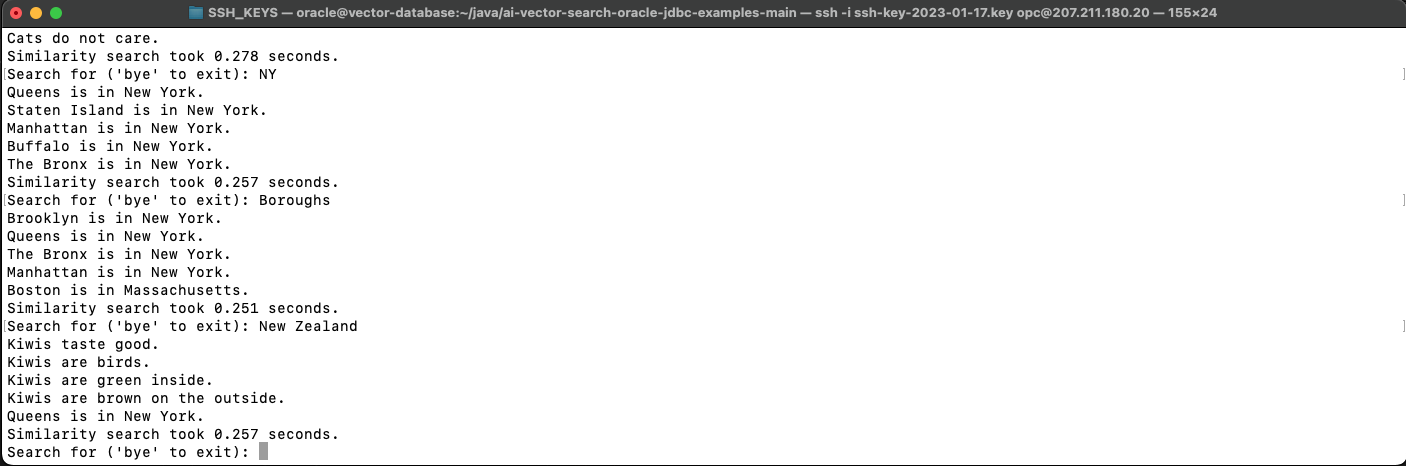 SSH_KEYS — oracle@vector-database:~/java/ai-vector-search-oracle-jdbc-examples-main — ssh -i ssh-key-2023-01-17.key opc@207.211.180.20 — 155×24
Cats do not care.
Similarity search took 0.278 seconds.
[Search for ('bye' to exit): NY ]
Queens is in New York.
Staten Island is in New York.
Manhattan is in New York.
Buffalo is in New York.
The Bronx is in New York.
Similarity search took 0.257 seconds.
[Search for ('bye' to exit): Boroughs ]
Brooklyn is in New York.
Queens is in New York.
The Bronx is in New York.
Manhattan is in New York.
Boston is in Massachusetts.
Similarity search took 0.251 seconds.
[Search for ('bye' to exit): New Zealand ]
Kiwis taste good.
Kiwis are birds.
Kiwis are green inside.
Kiwis are brown on the outside.
Queens is in New York.
Similarity search took 0.257 seconds.
Search for ('bye' to exit):